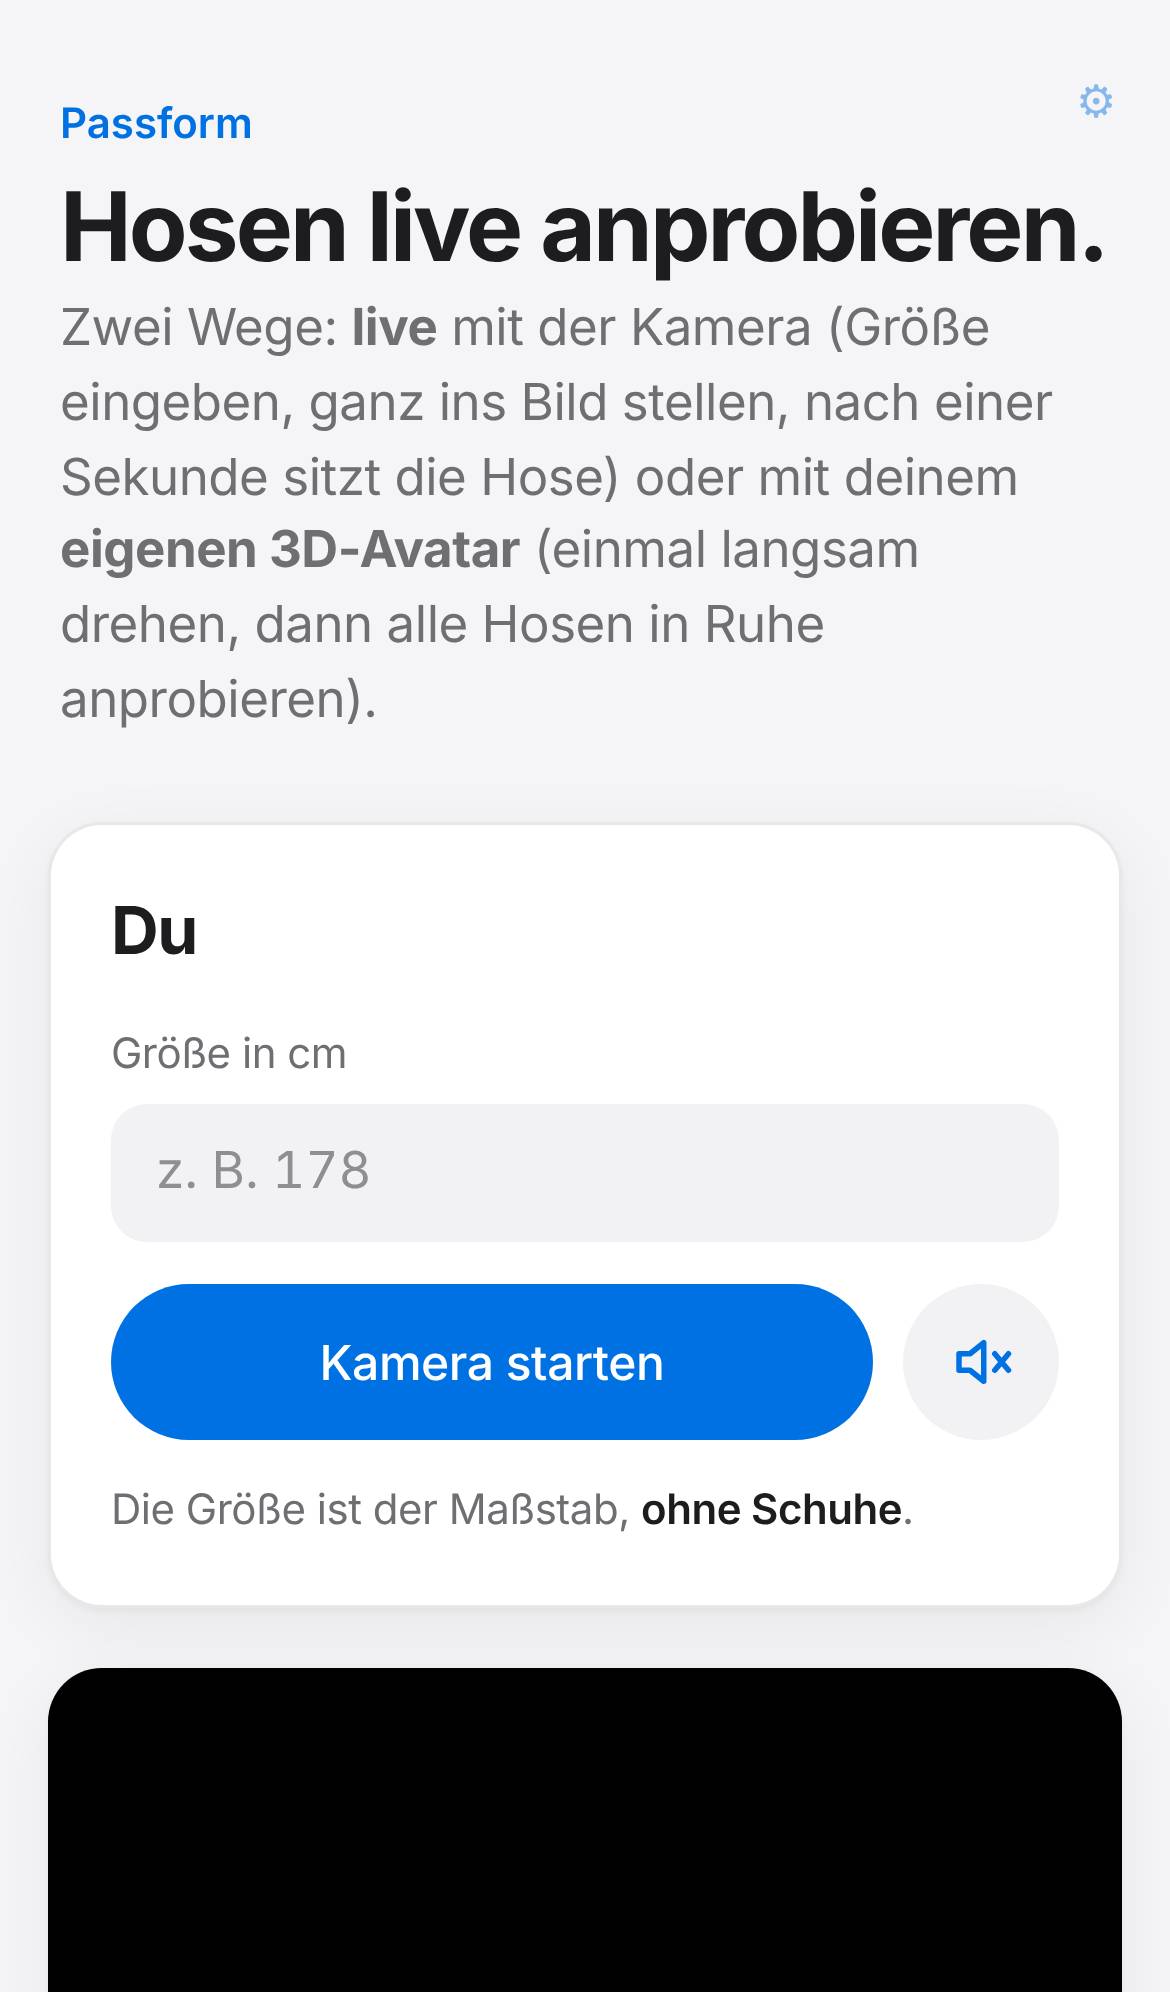 Passform
Hosen live anprobieren.
Zwei Wege: live mit der Kamera (Größe
eingeben, ganz ins Bild stellen, nach einer
Sekunde sitzt die Hose) oder mit deinem
eigenen 3D-Avatar (einmal langsam
drehen, dann alle Hosen in Ruhe
anprobieren).
Du
Größe in cm
z. B. 178
Kamera starten
Die Größe ist der Maßstab, ohne Schuhe.